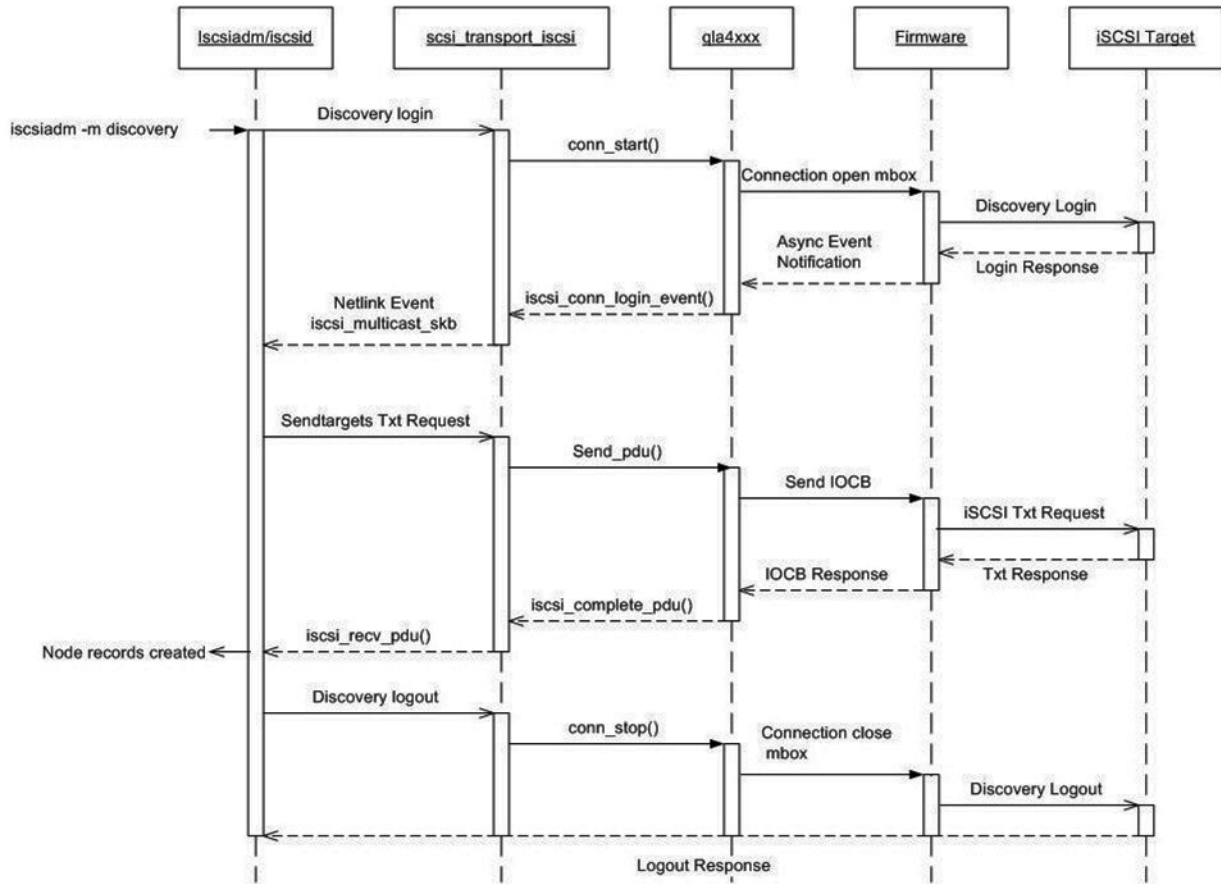 Iscsiadm/iscsid
scsi_transport_iscsi
qla4xxx
Firmware
iSCSI Target
iscsiadm -m discovery
Discovery login
conn_start()
Connection open mbox
Discovery Login
Async Event
Notification
Login Response
iscsi_conn_login_event()
Netlink Event
iscsi_multicast_skb
Sendtargets Txt Request
Send_pdu()
Send IOCB
iSCSI Txt Request
Txt Response
IOCB Response
iscsi_complete_pdu()
iscsi_recv_pdu()
Node records created
Discovery logout
conn_stop()
Connection close
mbox
Discovery Logout
Logout Response